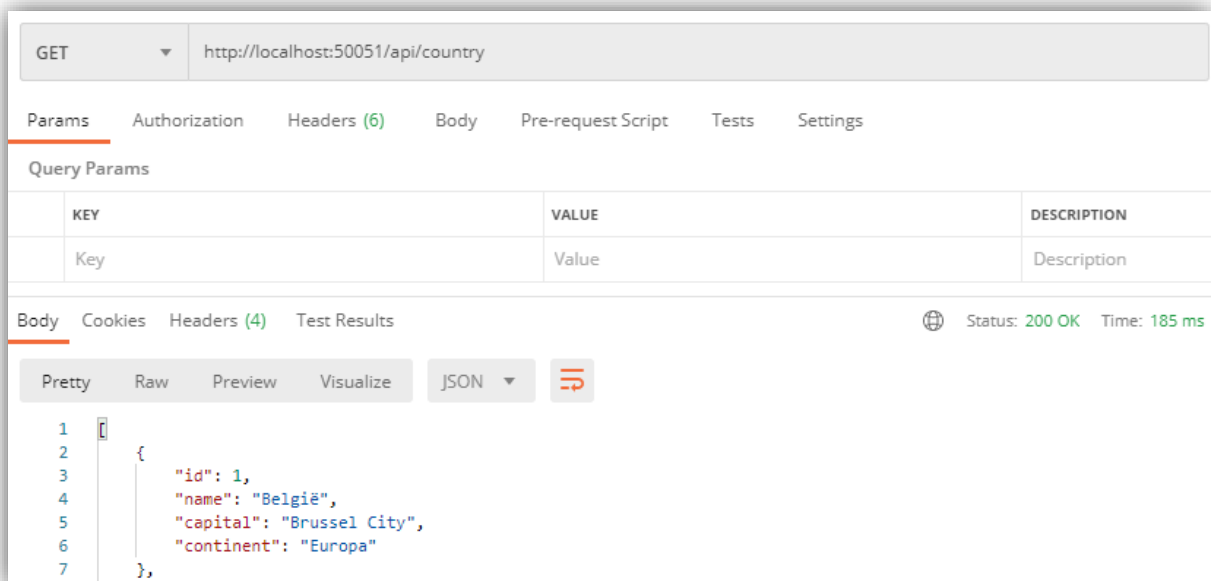 GET http://localhost:50051/api/country
Params Authorization Headers (6) Body Pre-request Script Tests Settings
Query Params
KEY VALUE DESCRIPTION
Key Value Description
Body Cookies Headers (4) Test Results Status: 200 OK Time: 185 ms
Pretty Raw Preview Visualize JSON
1 [
2 {
3 "id": 1,
4 "name": "België",
5 "capital": "Brussel City",
6 "continent": "Europa"
7 },